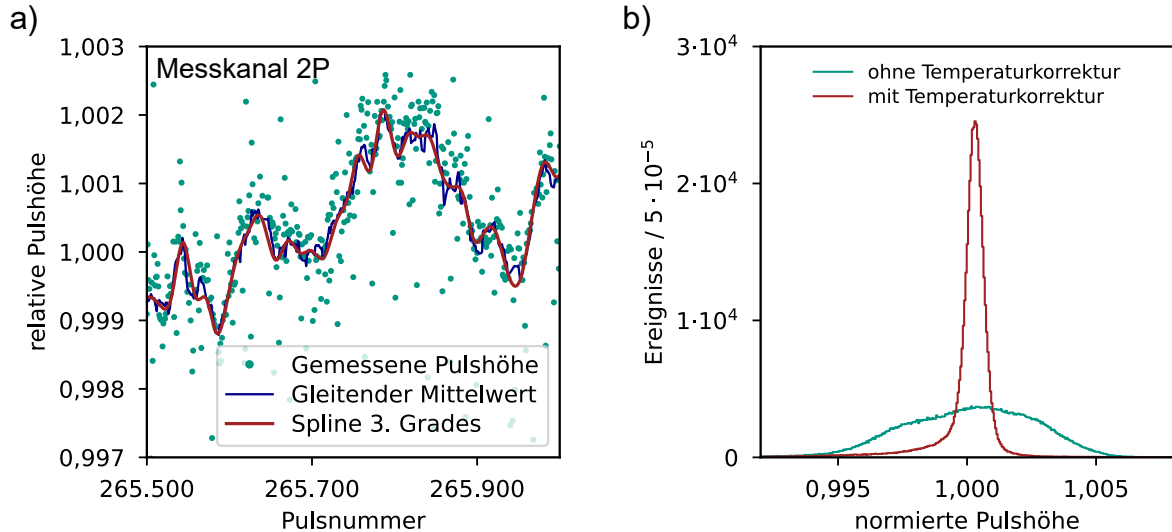 a)
1,003
1,002
1,001
1,000
0,999
0,998
0,997
relative Pulshöhe
Messkanal 2P
Gemessene Pulshöhe
Gleitender Mittelwert
Spline 3. Grades
265.500
265.700
265.900
Pulsnummer
b)
3·10⁴
2·10⁴
1·10⁴
0
Ereignisse / 5 · 10⁻⁵
ohne Temperaturkorrektur
mit Temperaturkorrektur
0,995
1,000
1,005
normierte Pulshöhe